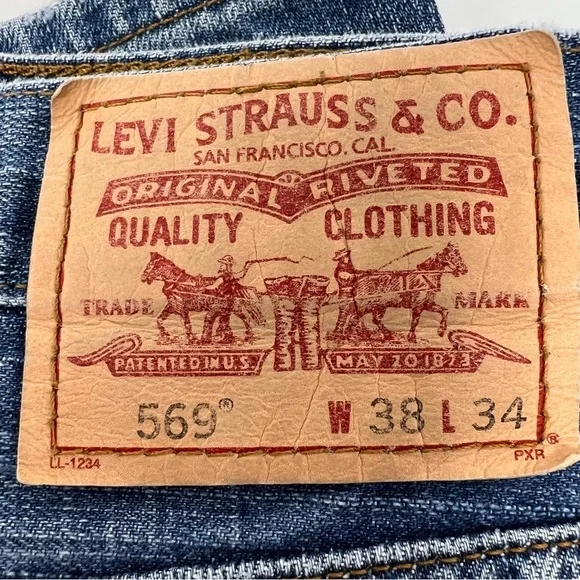 LEVI STRAUSS & CO.
SAN FRANCISCO. CAL.
ORIGINAL RIVETED
QUALITY CLOTHING
TRADE MARK
PATENTED IN U.S. MAY 20.1873
569® W 38 L 34
LL-1234 PXR ®